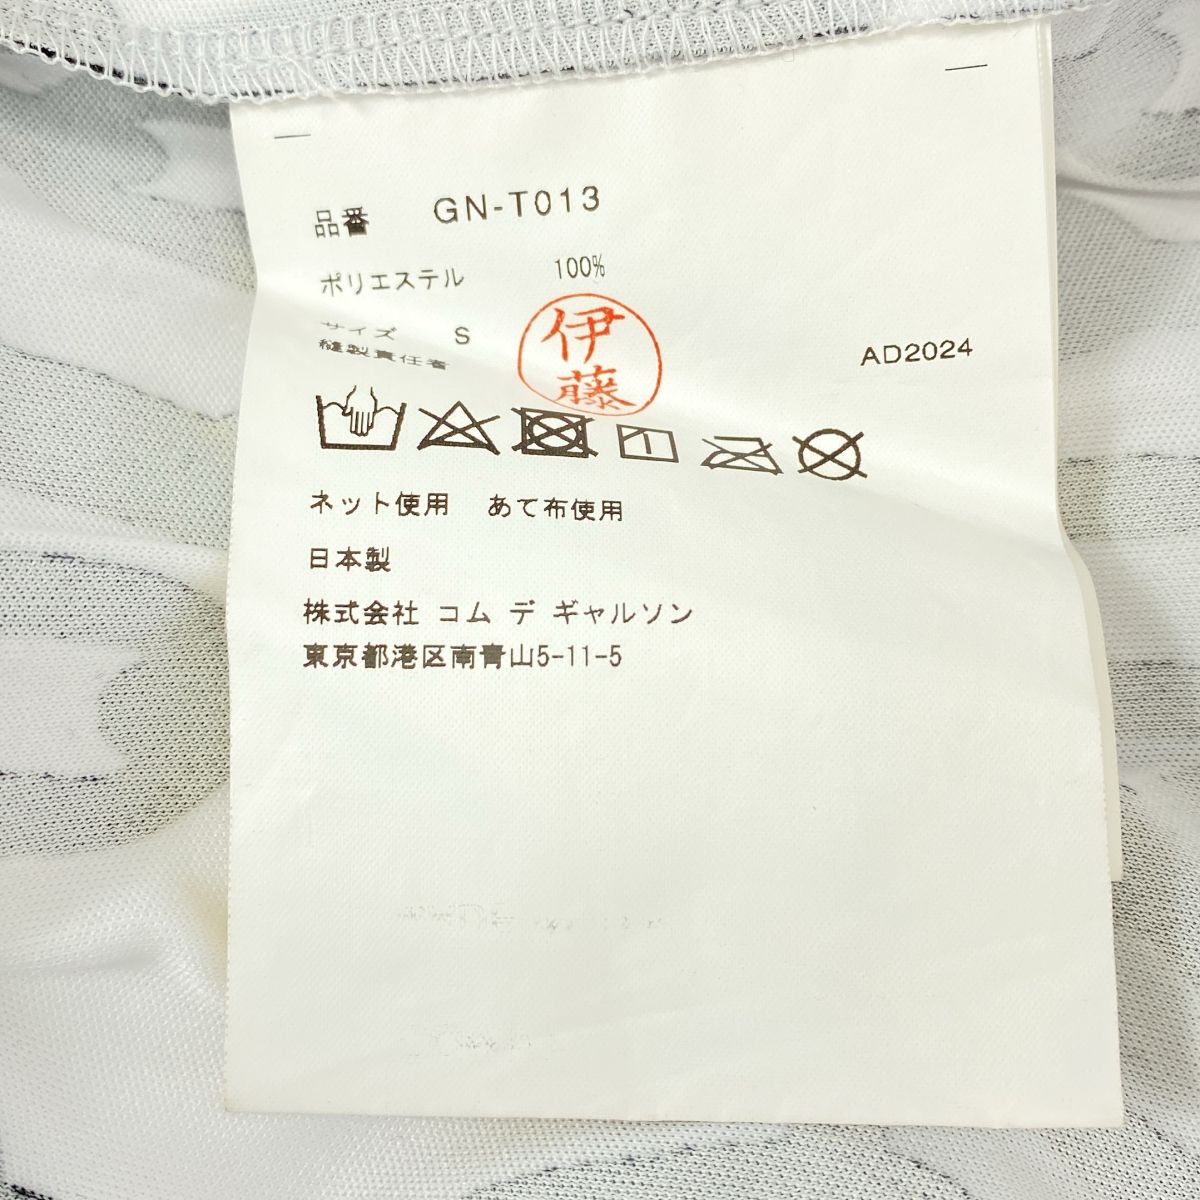 品番 GN-T013
ポリエステル 100%
サイズ S
縫製責任者
伊藤
AD2024
ネット使用 あて布使用
日本製
株式会社 コム デ ギャルソン
東京都港区南青山5-11-5